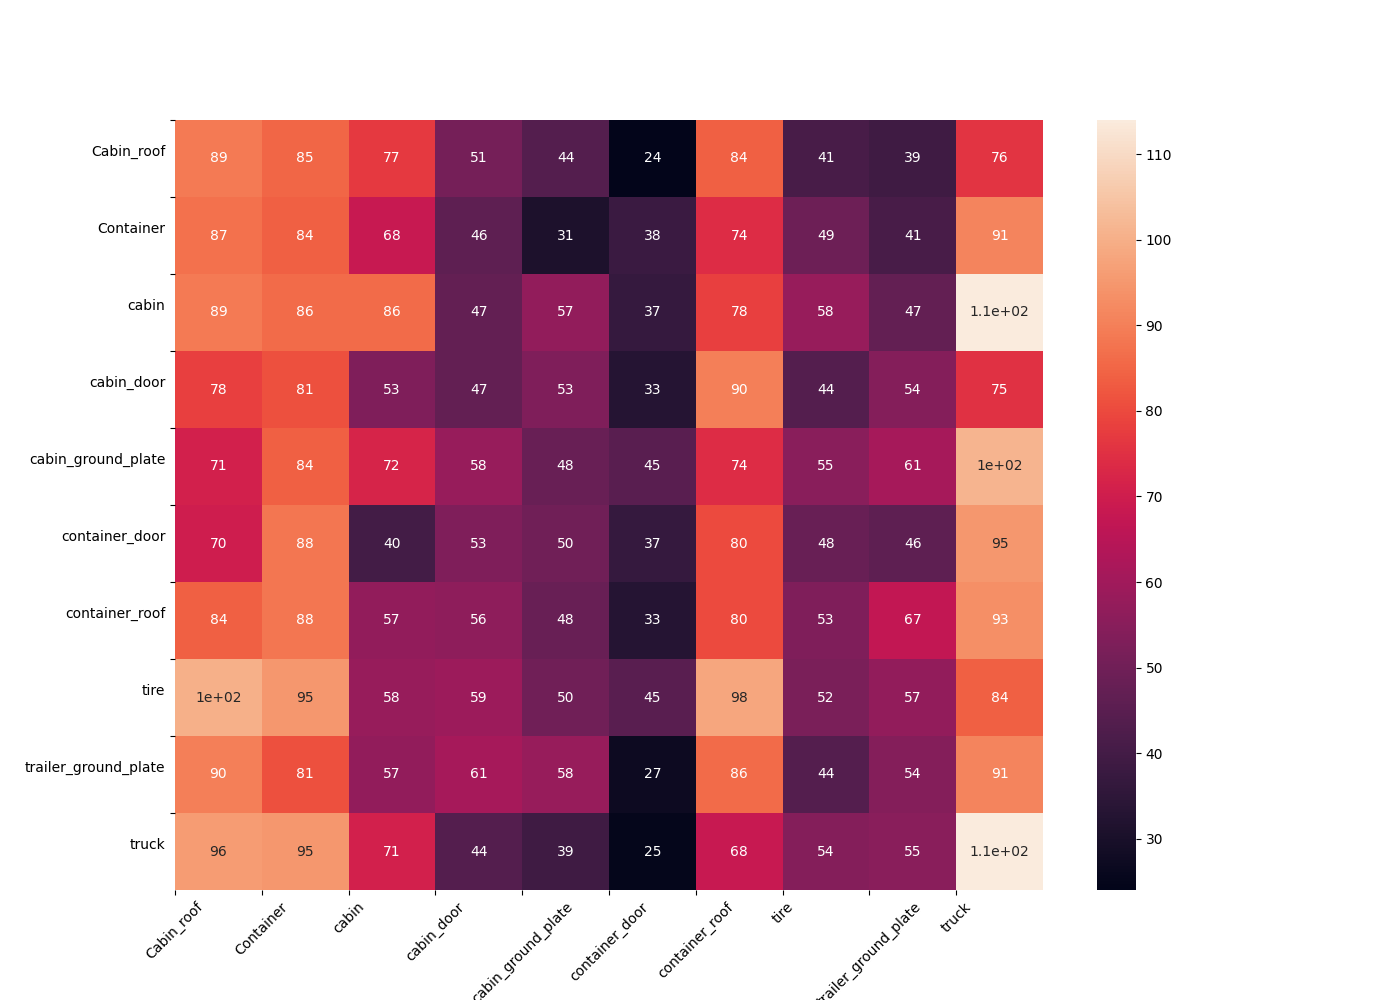 Cabin_roof 89 85 77 51 44 24 84 41 39 76
Container 87 84 68 46 31 38 74 49 41 91
cabin 89 86 86 47 57 37 78 58 47 1.1e+02
cabin_door 78 81 53 47 53 33 90 44 54 75
cabin_ground_plate 71 84 72 58 48 45 74 55 61 1e+02
container_door 70 88 40 53 50 37 80 48 46 95
container_roof 84 88 57 56 48 33 80 53 67 93
tire 1e+02 95 58 59 50 45 98 52 57 84
trailer_ground_plate 90 81 57 61 58 27 86 44 54 91
truck 96 95 71 44 39 25 68 54 55 1.1e+02
Cabin_roof
Container
cabin
cabin_door
cabin_ground_plate
container_door
container_roof
tire
trailer_ground_plate
truck
110
100
90
80
70
60
50
40
30